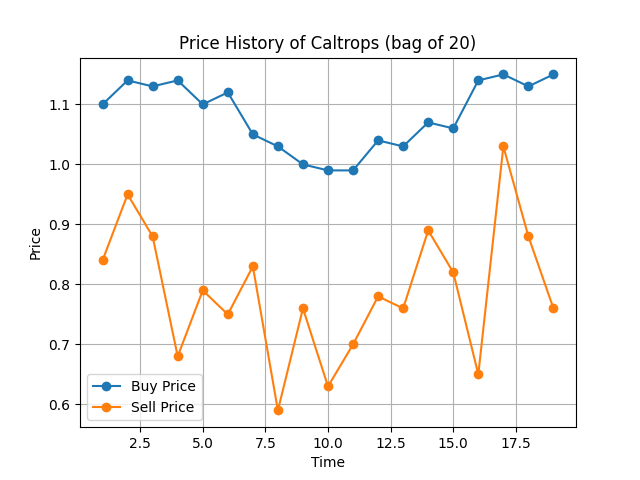 Price History of Caltrops (bag of 20)
Price
1.1
1.0
0.9
0.8
0.7
0.6
Buy Price
Sell Price
2.5 5.0 7.5 10.0 12.5 15.0 17.5
Time